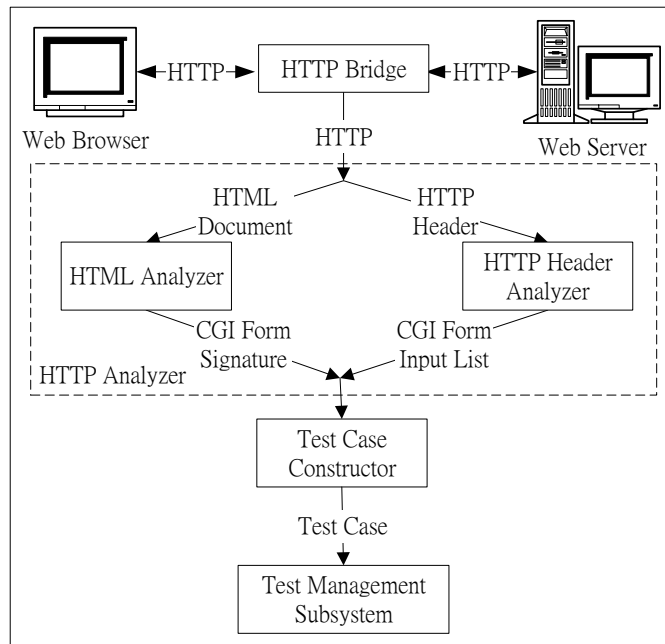 HTTP
HTTP Bridge
HTTP
Web Browser
Web Server
HTTP
HTML
Document
HTTP
Header
HTML Analyzer
HTTP Header
Analyzer
CGI Form
Signature
CGI Form
Input List
HTTP Analyzer
Test Case
Constructor
Test Case
Test Management
Subsystem